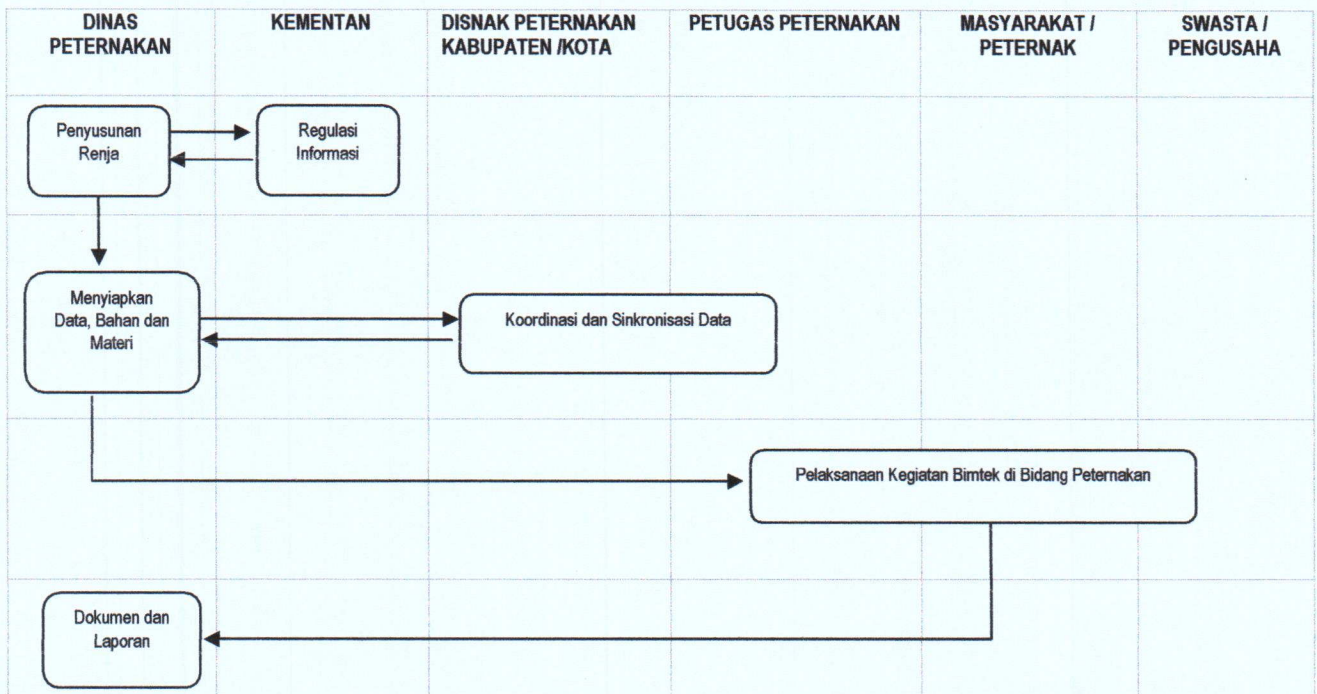 DINAS
PETERNAKAN
KEMENTAN
DISNAK PETERNAKAN
KABUPATEN /KOTA
PETUGAS PETERNAKAN
MASYARAKAT /
PETERNAK
SWASTA /
PENGUSAHA
Penyusunan
Renja
Regulasi
Informasi
Menyiapkan
Data, Bahan dan
Materi
Koordinasi dan Sinkronisasi Data
Pelaksanaan Kegiatan Bimtek di Bidang Peternakan
Dokumen dan
Laporan